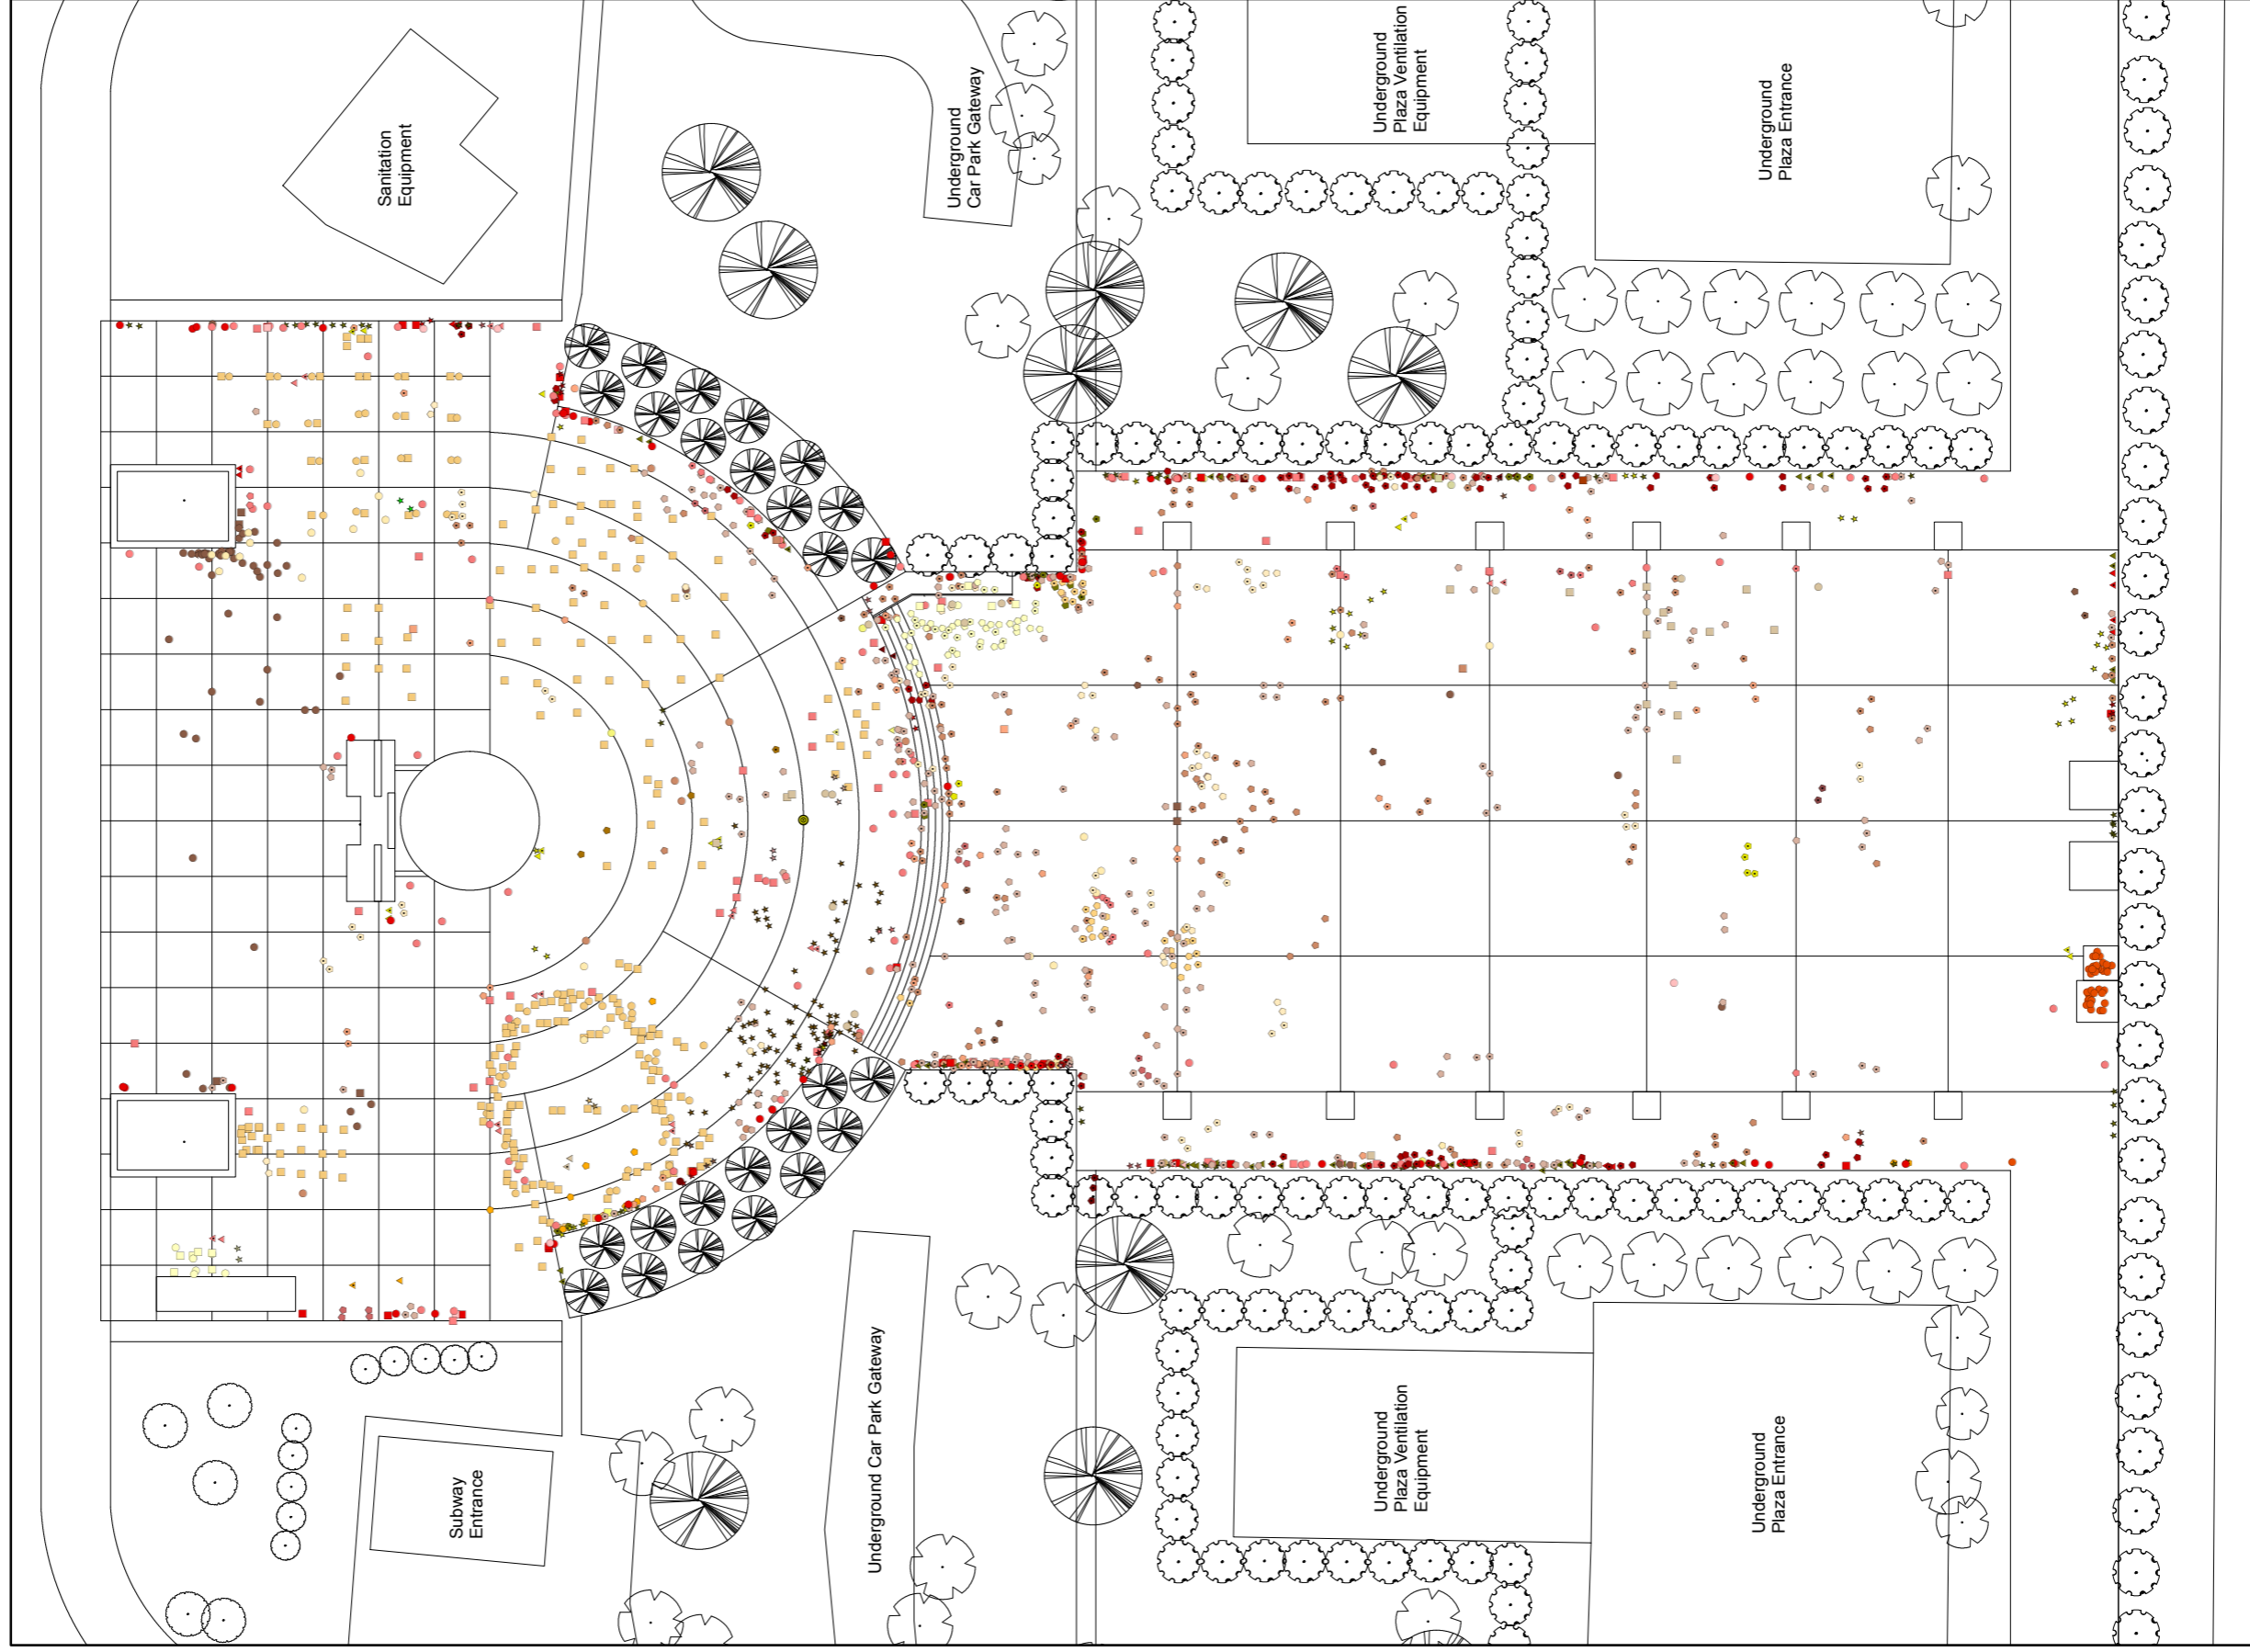 Sanitation
Equipment
Underground
Car Park Gateway
Underground
Plaza Ventilation
Equipment
Underground
Plaza Entrance
Subway
Entrance
Underground Car Park Gateway
Underground
Plaza Ventilation
Equipment
Underground
Plaza Entrance